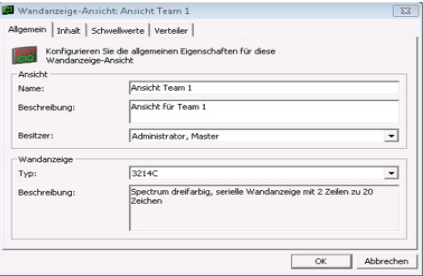 Wandanzeige-Ansicht: Ansicht Team 1
Allgemein Inhalt Schwellwerte Verteiler
Konfigurieren Sie die allgemeinen Eigenschaften für diese
Wandanzeige-Ansicht
Ansicht
Name: Ansicht Team 1
Beschreibung: Ansicht für Team 1
Besitzer: Administrator, Master
Wandanzeige
Typ: 3214C
Beschreibung: Spectrum dreifarbig, serielle Wandanzeige mit 2 Zeilen zu 20
Zeichen
OK Abbrechen